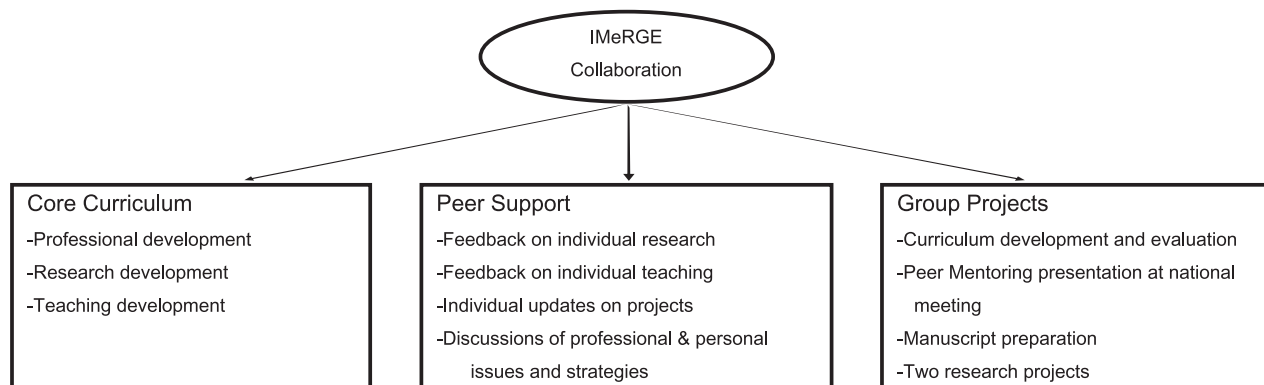 IMeRGE
Collaboration
Core Curriculum
-Professional development
-Research development
-Teaching development
Peer Support
-Feedback on individual research
-Feedback on individual teaching
-Individual updates on projects
-Discussions of professional & personal
issues and strategies
Group Projects
-Curriculum development and evaluation
-Peer Mentoring presentation at national
meeting
-Manuscript preparation
-Two research projects